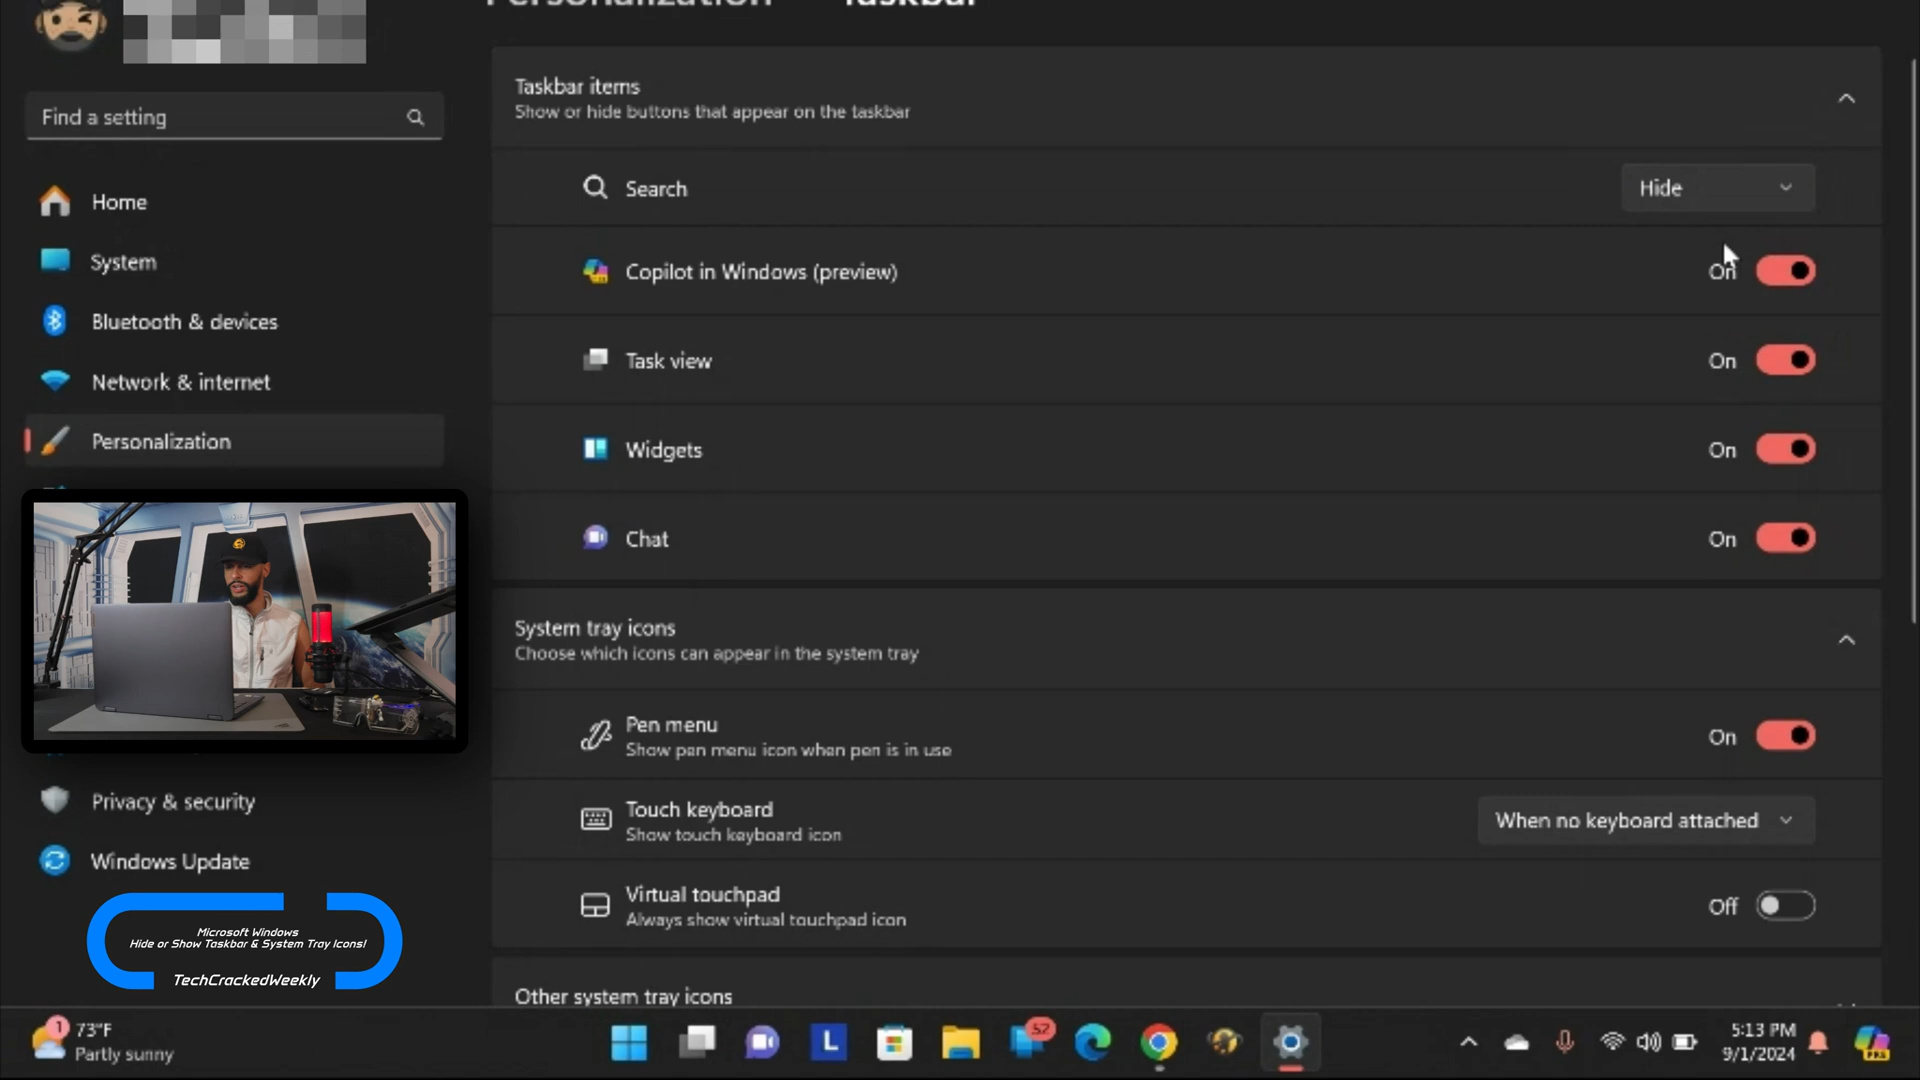 Personalization
Taskbar
Find a setting
Home
System
Bluetooth & devices
Network & internet
Personalization
Privacy & security
Windows Update
Taskbar items
Show or hide buttons that appear on the taskbar
Search
Hide
Copilot in Windows (preview)
On
Task view
On
Widgets
On
Chat
On
System tray icons
Choose which icons can appear in the system tray
Pen menu
Show pen menu icon when pen is in use
On
Touch keyboard
Show touch keyboard icon
When no keyboard attached
Virtual touchpad
Always show virtual touchpad icon
Off
Other system tray icons
Microsoft Windows
Hide or Show Taskbar & System Tray Icons!
TechCrackedWeekly
1
73°F
Partly sunny
L
52
5:13 PM
9/1/2024
PRE